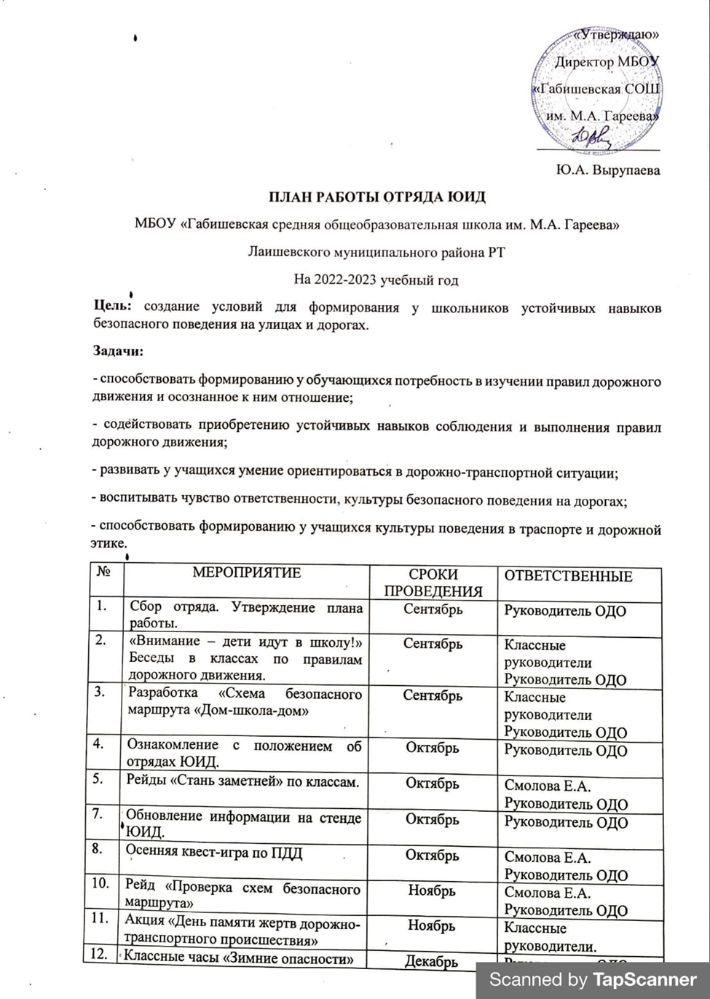 «Утверждаю»
Директор МБОУ
«Габишевская СОШ
им. М.А. Гареева»
Ю.А. Вырупаева
ПЛАН РАБОТЫ ОТРЯДА ЮИД
МБОУ «Габишевская средняя общеобразовательная школа им. М.А. Гареева»
Лаишевского муниципального района РТ
На 2022-2023 учебный год
Цель: создание условий для формирования у школьников устойчивых навыков
безопасного поведения на улицах и дорогах.
Задачи:
- способствовать формированию у обучающихся потребность в изучении правил дорожного
движения и осознанное к ним отношение;
- содействовать приобретению устойчивых навыков соблюдения и выполнения правил
дорожного движения;
- развивать у учащихся умение ориентироваться в дорожно-транспортной ситуации;
- воспитывать чувство ответственности, культуры безопасного поведения на дорогах;
- способствовать формированию у учащихся культуры поведения в траспорте и дорожной
этике.
№ МЕРОПРИЯТИЕ СРОКИ ОТВЕТСТВЕННЫЕ
ПРОВЕДЕНИЯ
1. Сбор отряда. Утверждение плана Сентябрь Руководитель ОДО
работы.
2. «Внимание – дети идут в школу!» Сентябрь Классные
Беседы в классах по правилам руководители
дорожного движения. Руководитель ОДО
3. Разработка «Схема безопасного Сентябрь Классные
маршрута «Дом-школа-дом» руководители
Руководитель ОДО
4. Ознакомление с положением об Октябрь Руководитель ОДО
отрядах ЮИД.
5. Рейды «Стань заметней» по классам. Октябрь Смолова Е.А.
Руководитель ОДО
7. Обновление информации на стенде Октябрь Руководитель ОДО
ЮИД.
8. Осенняя квест-игра по ПДД Октябрь Смолова Е.А.
Руководитель ОДО
10. Рейд «Проверка схем безопасного Ноябрь Смолова Е.А.
маршрута» Руководитель ОДО
11. Акция «День памяти жертв дорожно- Ноябрь Классные
транспортного происшествия» руководители.
12. Классные часы «Зимние опасности» Декабрь
Scanned by TapScanner